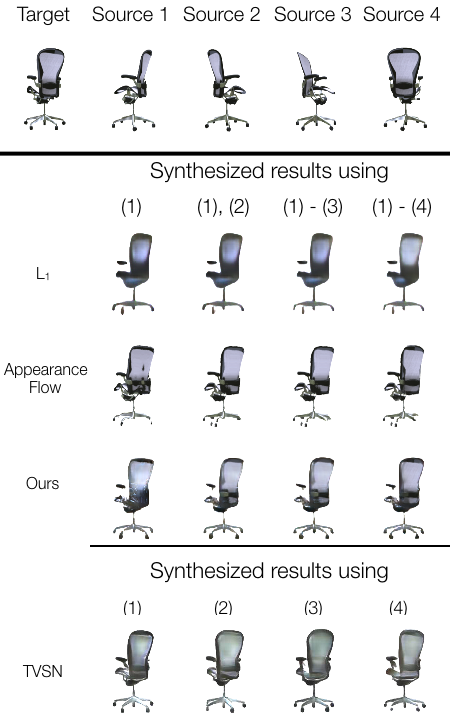 Target Source 1 Source 2 Source 3 Source 4
Synthesized results using
(1) (1), (2) (1) - (3) (1) - (4)
L₁
Appearance
Flow
Ours
Synthesized results using
(1) (2) (3) (4)
TVSN